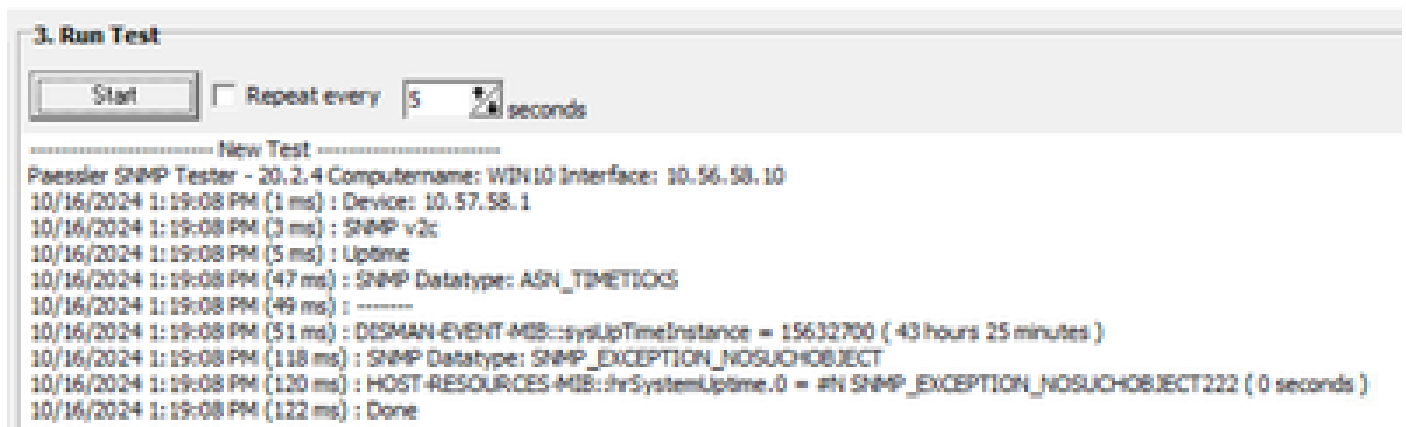 3. Run Test
Start Repeat every 5 seconds
-------------------------- New Test --------------------------
Paessler SNMP Tester - 20.2.4 Computername: WIN10 Interface: 10.56.58.10
10/16/2024 1:19:08 PM (1 ms) : Device: 10.57.58.1
10/16/2024 1:19:08 PM (3 ms) : SNMP v2c
10/16/2024 1:19:08 PM (5 ms) : Uptime
10/16/2024 1:19:08 PM (47 ms) : SNMP Datatype: ASN_TIMETICKS
10/16/2024 1:19:08 PM (49 ms) : --------
10/16/2024 1:19:08 PM (51 ms) : DISMAN-EVENT-MIB::sysUpTimeInstance = 15632700 ( 43 hours 25 minutes )
10/16/2024 1:19:08 PM (118 ms) : SNMP Datatype: SNMP_EXCEPTION_NOSUCHOBJECT
10/16/2024 1:19:08 PM (120 ms) : HOST-RESOURCES-MIB::hrSystemUptime.0 = #N SNMP_EXCEPTION_NOSUCHOBJECT222 ( 0 seconds )
10/16/2024 1:19:08 PM (122 ms) : Done